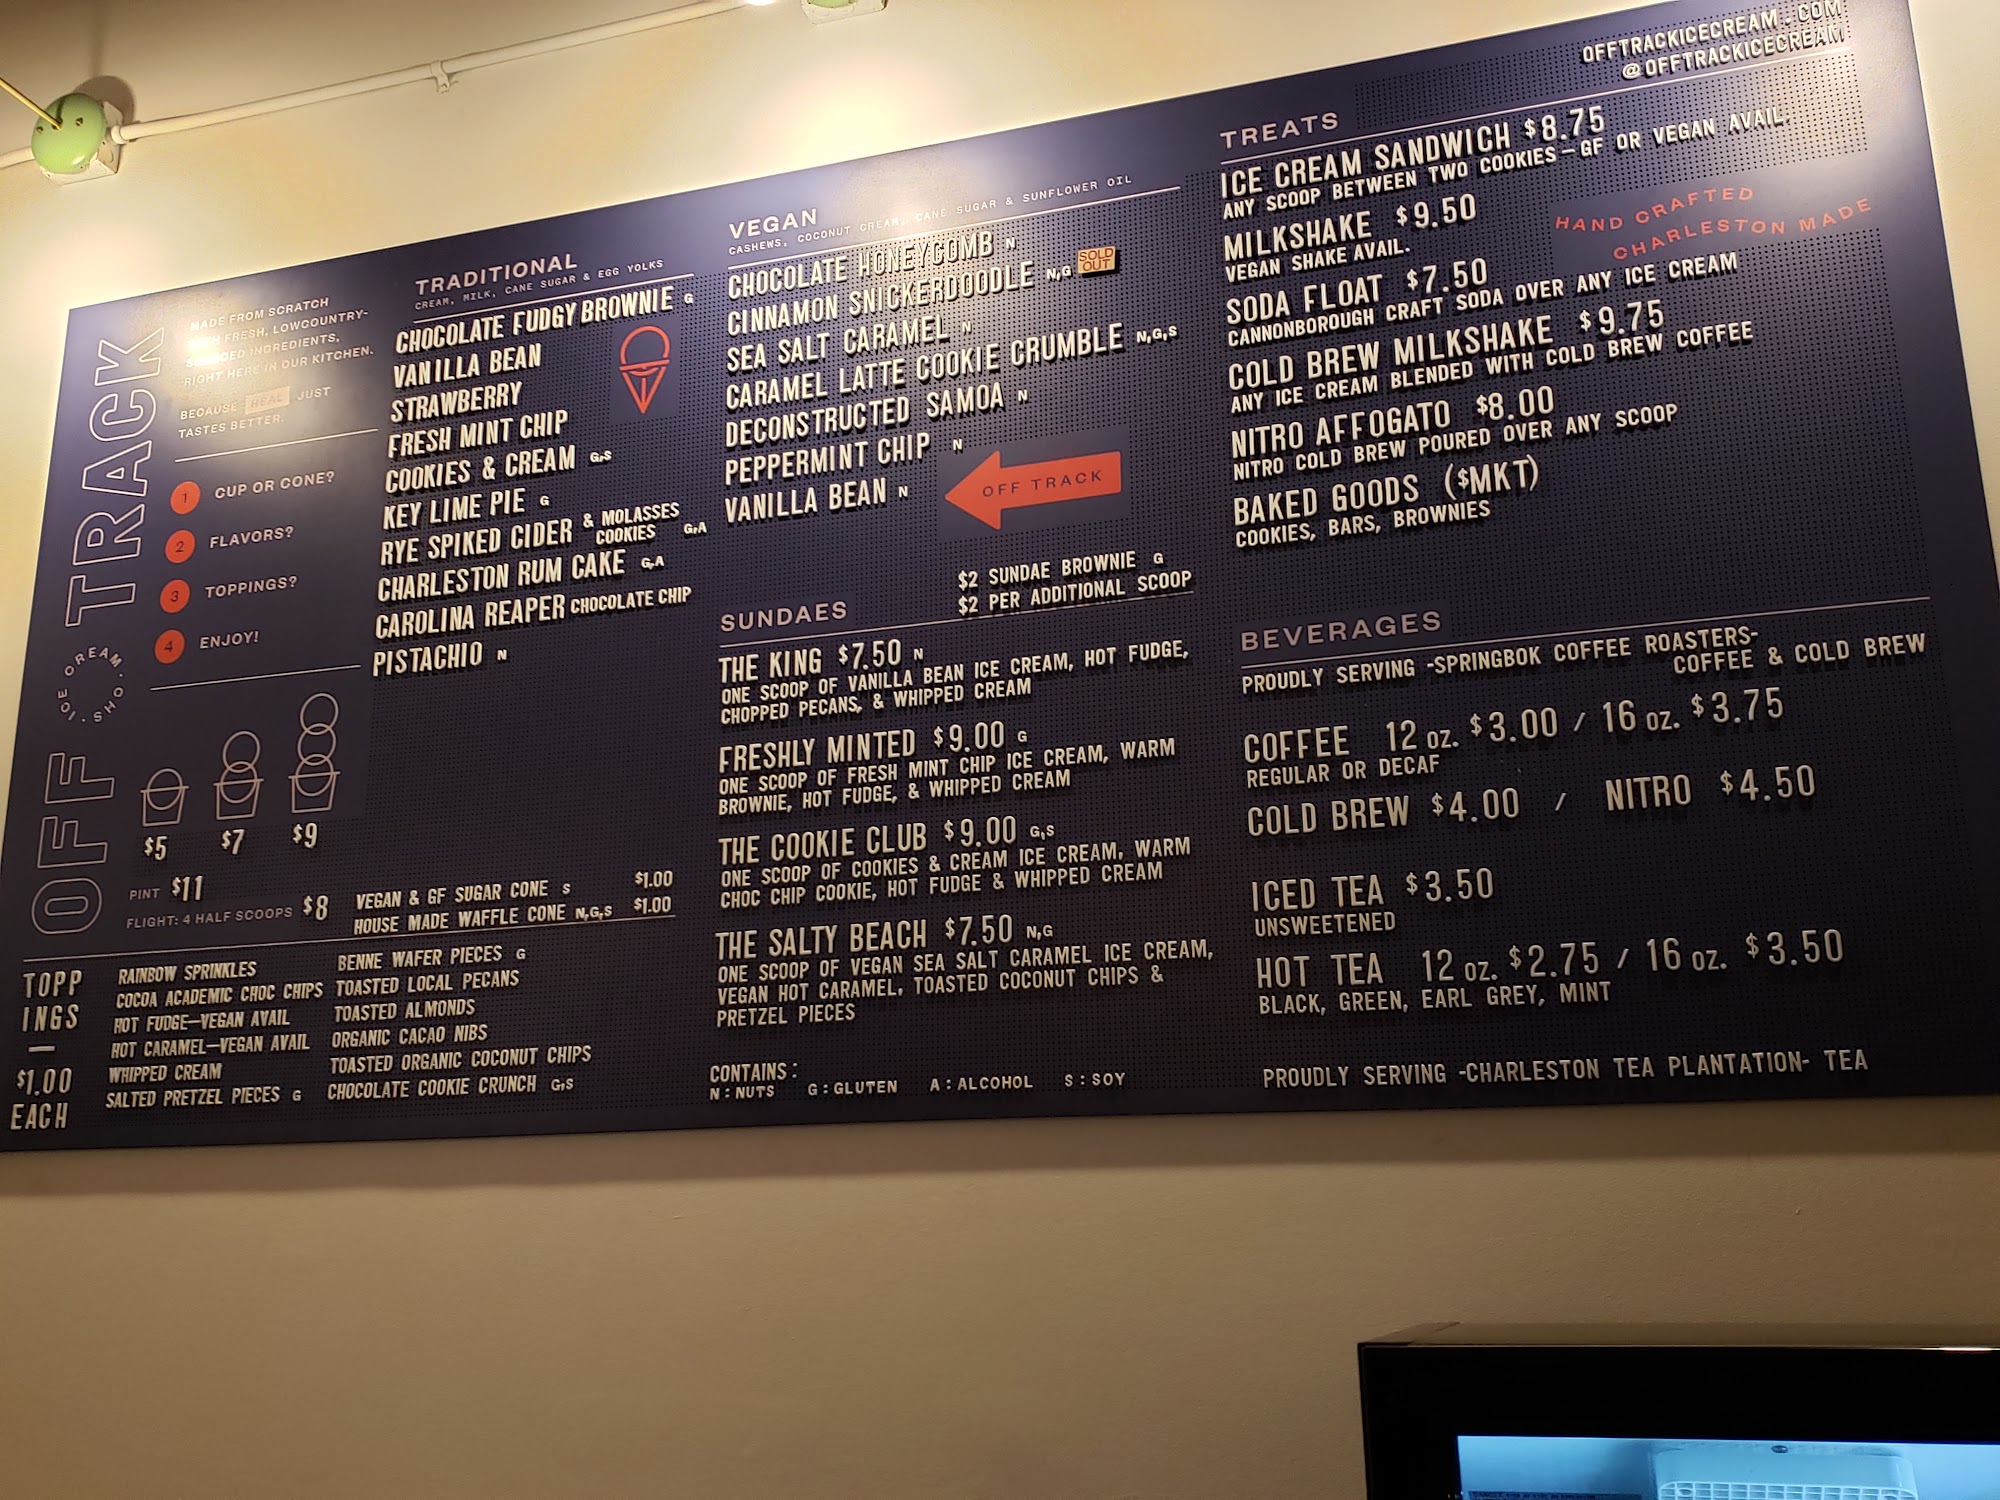 OFF TRACK
ICE CREAM. CHS.
MADE FROM SCRATCH
WITH FRESH, LOWCOUNTRY-
SOURCED INGREDIENTS,
RIGHT HERE IN OUR KITCHEN.
BECAUSE REAL JUST
TASTES BETTER.
1 CUP OR CONE?
2 FLAVORS?
3 TOPPINGS?
4 ENJOY!
$5 $7 $9
PINT $11
FLIGHT: 4 HALF SCOOPS $8
VEGAN & GF SUGAR CONE S $1.00
HOUSE MADE WAFFLE CONE N,G,S $1.00
TOPP
INGS
—
$1.00
EACH
RAINBOW SPRINKLES
COCOA ACADEMIC CHOC CHIPS
HOT FUDGE—VEGAN AVAIL
HOT CARAMEL—VEGAN AVAIL
WHIPPED CREAM
SALTED PRETZEL PIECES G
BENNE WAFER PIECES G
TOASTED LOCAL PECANS
TOASTED ALMONDS
ORGANIC CACAO NIBS
TOASTED ORGANIC COCONUT CHIPS
CHOCOLATE COOKIE CRUNCH G,S
TRADITIONAL
CREAM, MILK, CANE SUGAR & EGG YOLKS
CHOCOLATE FUDGY BROWNIE G
VANILLA BEAN
STRAWBERRY
FRESH MINT CHIP
COOKIES & CREAM G,S
KEY LIME PIE G
RYE SPIKED CIDER & MOLASSES COOKIES G,A
CHARLESTON RUM CAKE G,A
CAROLINA REAPER CHOCOLATE CHIP
PISTACHIO N
VEGAN
CASHEWS, COCONUT CREAM, CANE SUGAR & SUNFLOWER OIL
CHOCOLATE HONEYCOMB N
CINNAMON SNICKERDOODLE N,G SOLD OUT
SEA SALT CARAMEL N
CARAMEL LATTE COOKIE CRUMBLE N,G,S
DECONSTRUCTED SAMOA N
PEPPERMINT CHIP N
VANILLA BEAN N
OFF TRACK
$2 SUNDAE BROWNIE G
$2 PER ADDITIONAL SCOOP
SUNDAES
THE KING $7.50 N
ONE SCOOP OF VANILLA BEAN ICE CREAM, HOT FUDGE,
CHOPPED PECANS, & WHIPPED CREAM
FRESHLY MINTED $9.00 G
ONE SCOOP OF FRESH MINT CHIP ICE CREAM, WARM
BROWNIE, HOT FUDGE, & WHIPPED CREAM
THE COOKIE CLUB $9.00 G,S
ONE SCOOP OF COOKIES & CREAM ICE CREAM, WARM
CHOC CHIP COOKIE, HOT FUDGE & WHIPPED CREAM
THE SALTY BEACH $7.50 N,G
ONE SCOOP OF VEGAN SEA SALT CARAMEL ICE CREAM,
VEGAN HOT CARAMEL, TOASTED COCONUT CHIPS &
PRETZEL PIECES
CONTAINS:
N:NUTS G:GLUTEN A:ALCOHOL S:SOY
OFFTRACKICECREAM.COM
@OFFTRACKICECREAM
TREATS
ICE CREAM SANDWICH $8.75
ANY SCOOP BETWEEN TWO COOKIES—GF OR VEGAN AVAIL
MILKSHAKE $9.50
VEGAN SHAKE AVAIL.
HAND CRAFTED
CHARLESTON MADE
SODA FLOAT $7.50
CANNONBOROUGH CRAFT SODA OVER ANY ICE CREAM
COLD BREW MILKSHAKE $9.75
ANY ICE CREAM BLENDED WITH COLD BREW COFFEE
NITRO AFFOGATO $8.00
NITRO COLD BREW POURED OVER ANY SCOOP
BAKED GOODS ($MKT)
COOKIES, BARS, BROWNIES
BEVERAGES
PROUDLY SERVING -SPRINGBOK COFFEE ROASTERS-
COFFEE & COLD BREW
COFFEE 12 OZ. $3.00 / 16 OZ. $3.75
REGULAR OR DECAF
COLD BREW $4.00 / NITRO $4.50
ICED TEA $3.50
UNSWEETENED
HOT TEA 12 OZ. $2.75 / 16 OZ. $3.50
BLACK, GREEN, EARL GREY, MINT
PROUDLY SERVING -CHARLESTON TEA PLANTATION- TEA